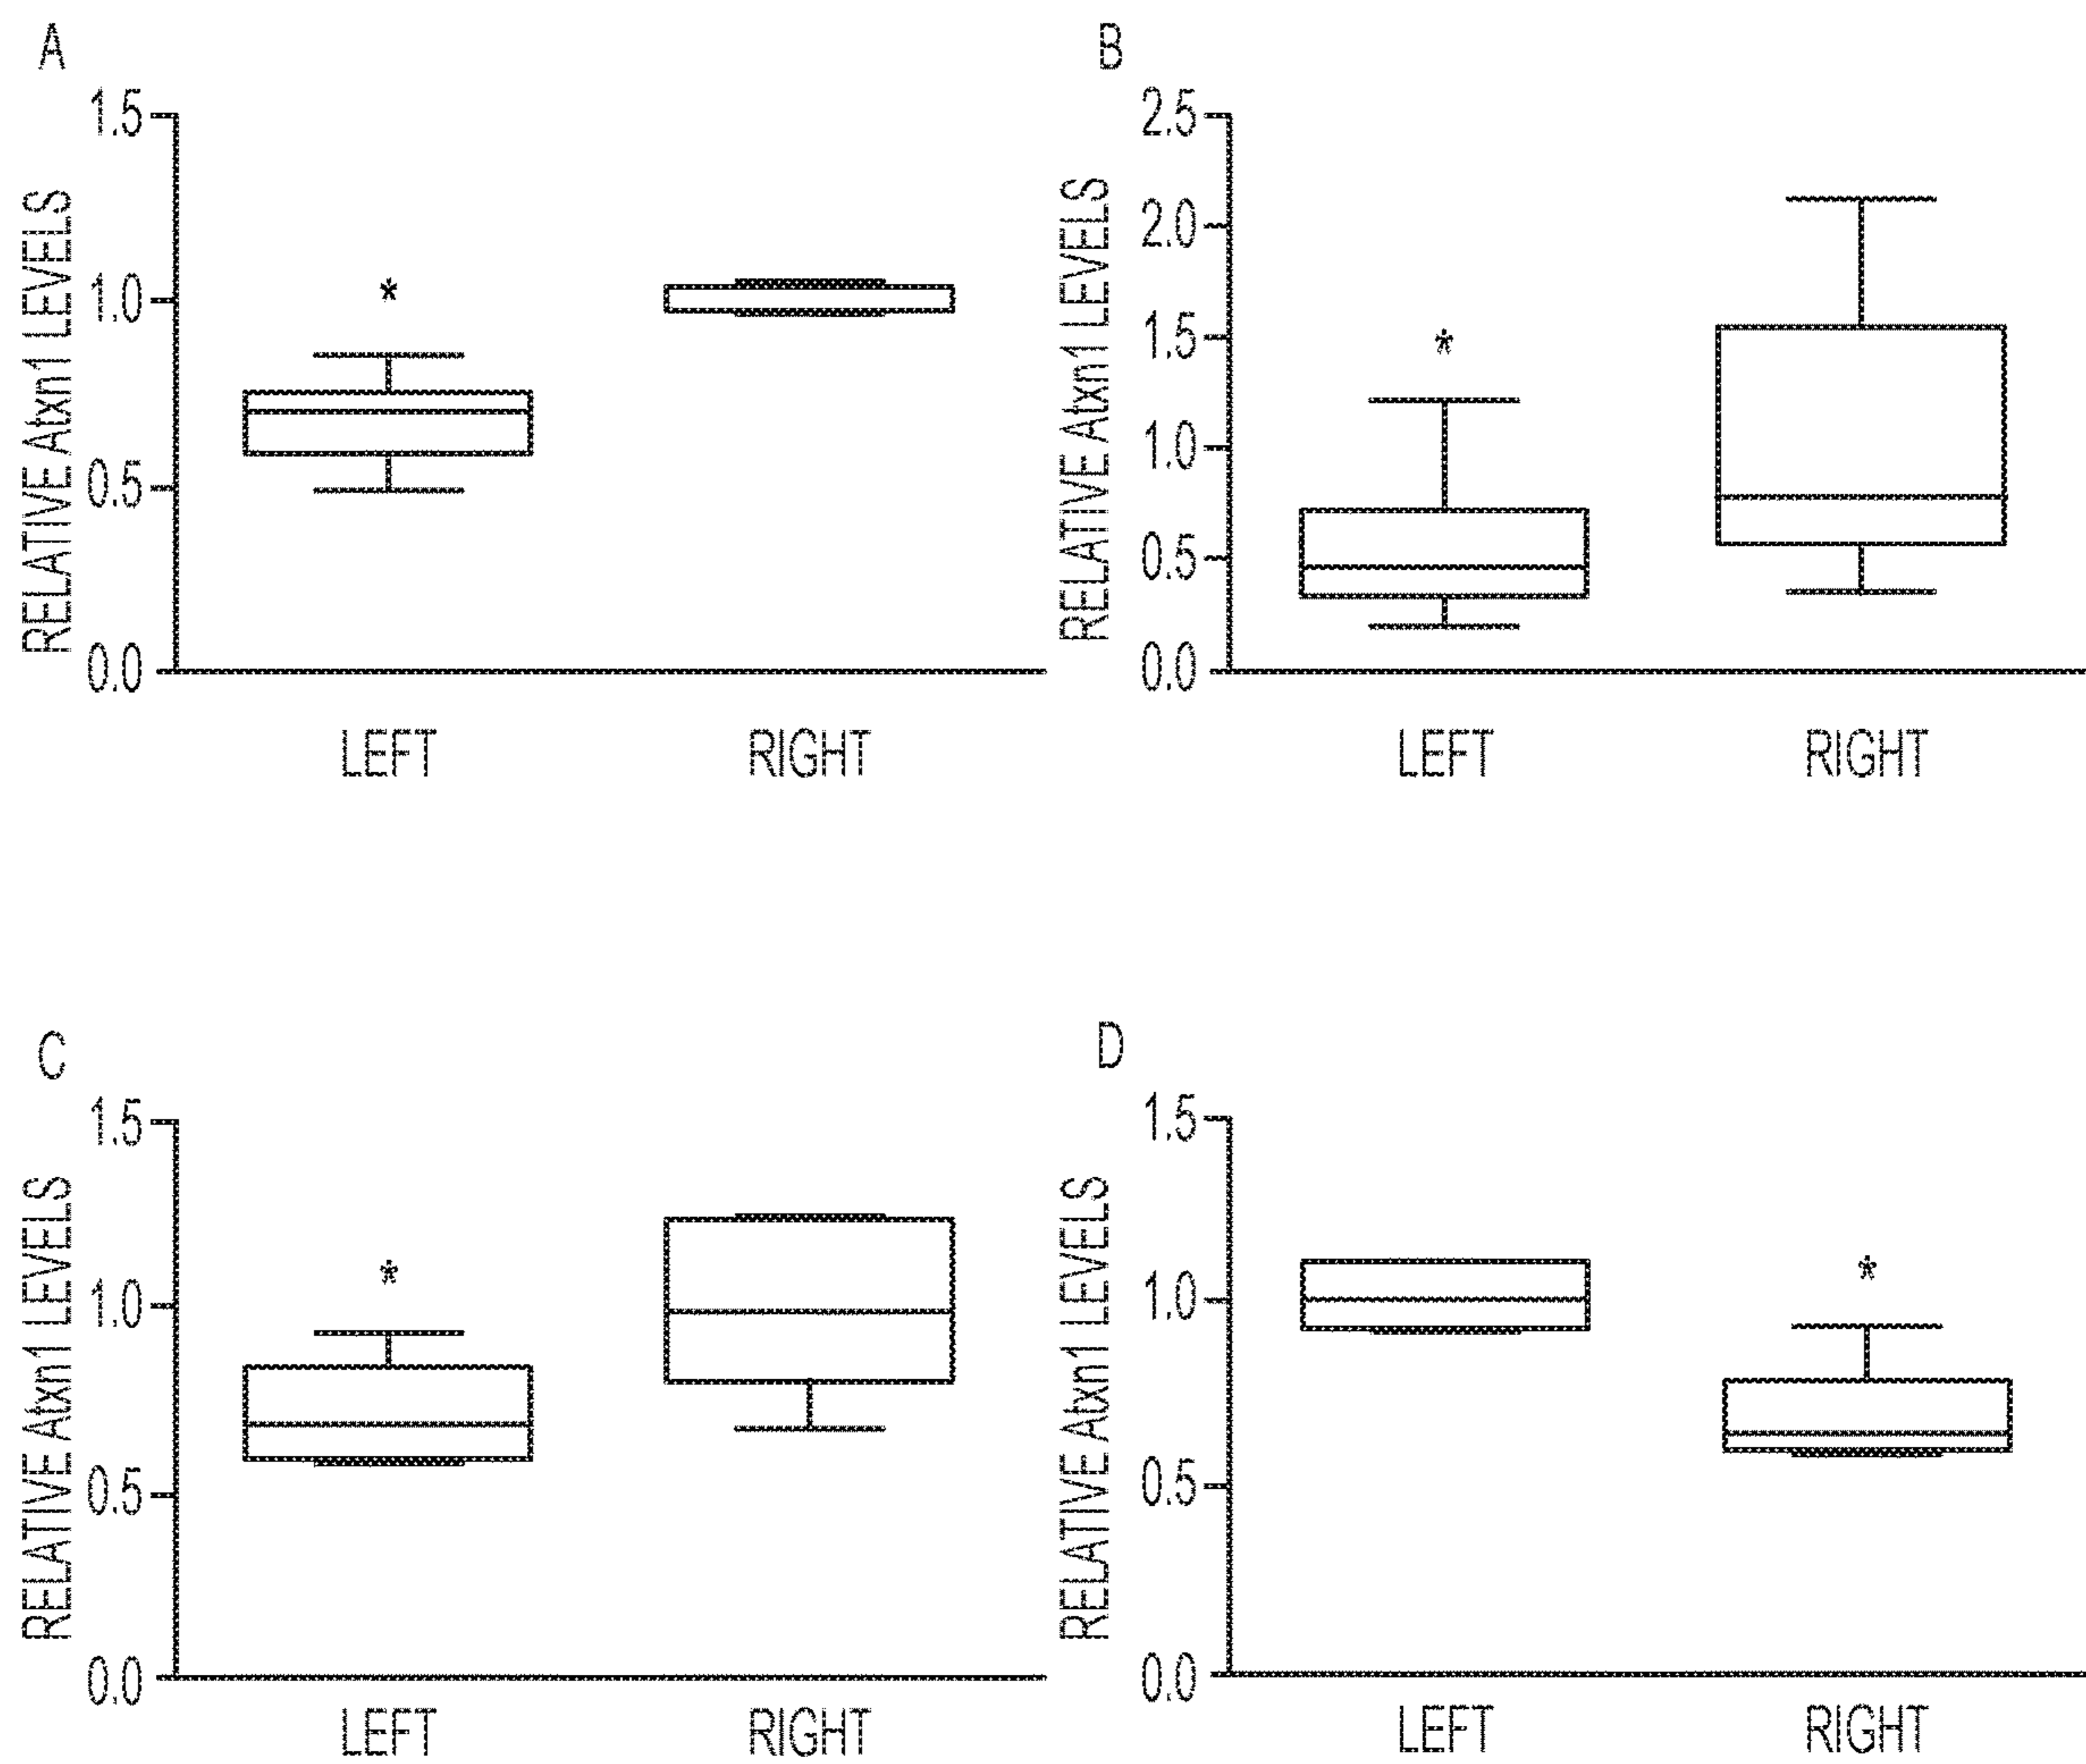 A
RELATIVE Atxn1 LEVELS
1.5
1.0
0.5
0.0
*
LEFT
RIGHT
B
RELATIVE Atxn1 LEVELS
2.5
2.0
1.5
1.0
0.5
0.0
*
LEFT
RIGHT
C
RELATIVE Atxn1 LEVELS
1.5
1.0
0.5
0.0
*
LEFT
RIGHT
D
RELATIVE Atxn1 LEVELS
1.5
1.0
0.5
0.0
*
LEFT
RIGHT